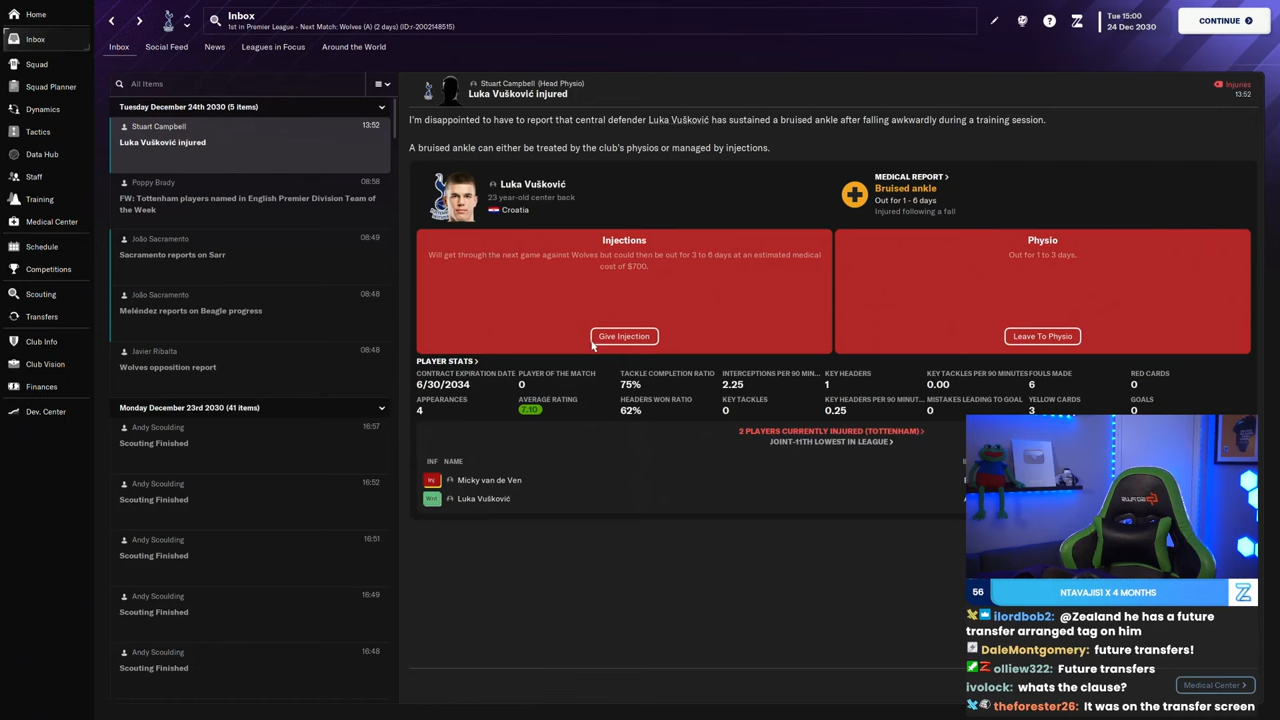 Home
Inbox
Squad
Squad Planner
Dynamics
Tactics
Data Hub
Staff
Training
Medical Center
Schedule
Competitions
Scouting
Transfers
Club Info
Club Vision
Finances
Dev. Center
Inbox
1st in Premier League - Next Match: Wolves (A) (2 days) (ID:r-2002148515)
Tue 15:00
24 Dec 2030
CONTINUE
Inbox
Social Feed
News
Leagues in Focus
Around the World
All Items
Tuesday December 24th 2030 (5 items)
Stuart Campbell 13:52
Luka Vušković injured
Poppy Brady 08:58
FW: Tottenham players named in English Premier Division Team of
the Week
João Sacramento 08:49
Sacramento reports on Sarr
João Sacramento 08:48
Meléndez reports on Beagle progress
Javier Ribalta 08:48
Wolves opposition report
Monday December 23rd 2030 (41 items)
Andy Scoulding 16:57
Scouting Finished
Andy Scoulding 16:52
Scouting Finished
Andy Scoulding 16:51
Scouting Finished
Andy Scoulding 16:49
Scouting Finished
Andy Scoulding 16:48
Scouting Finished
Stuart Campbell (Head Physio)
Luka Vušković injured
Injuries
13:52
I'm disappointed to have to report that central defender Luka Vušković has sustained a bruised ankle after falling awkwardly during a training session.
A bruised ankle can either be treated by the club's physios or managed by injections.
Luka Vušković
23 year-old center back
Croatia
MEDICAL REPORT >
Bruised ankle
Out for 1 - 6 days
Injured following a fall
Injections
Will get through the next game against Wolves but could then be out for 3 to 6 days at an estimated medical
cost of $700.
Give Injection
Physio
Out for 1 to 3 days.
Leave To Physio
PLAYER STATS >
CONTRACT EXPIRATION DATE PLAYER OF THE MATCH TACKLE COMPLETION RATIO INTERCEPTIONS PER 90 MIN... KEY HEADERS KEY TACKLES PER 90 MINUTES FOULS MADE RED CARDS
6/30/2034 0 75% 2.25 1 0.00 6 0
APPEARANCES AVERAGE RATING HEADERS WON RATIO KEY TACKLES KEY HEADERS PER 90 MINUT... MISTAKES LEADING TO GOAL YELLOW CARDS GOALS
4 7.10 62% 0 0.25 0 3 0
2 PLAYERS CURRENTLY INJURED (TOTTENHAM) >
JOINT-11TH LOWEST IN LEAGUE >
INF NAME
Inj Micky van de Ven
Wnt Luka Vušković
56 NTAVAJIS1 X 4 MONTHS
ilordbob2: @Zealand he has a future
transfer arranged tag on him
DaleMontgomery: future transfers!
olliew322: Future transfers
ivolock: whats the clause?
theforester26: It was on the transfer screen
Medical Center >